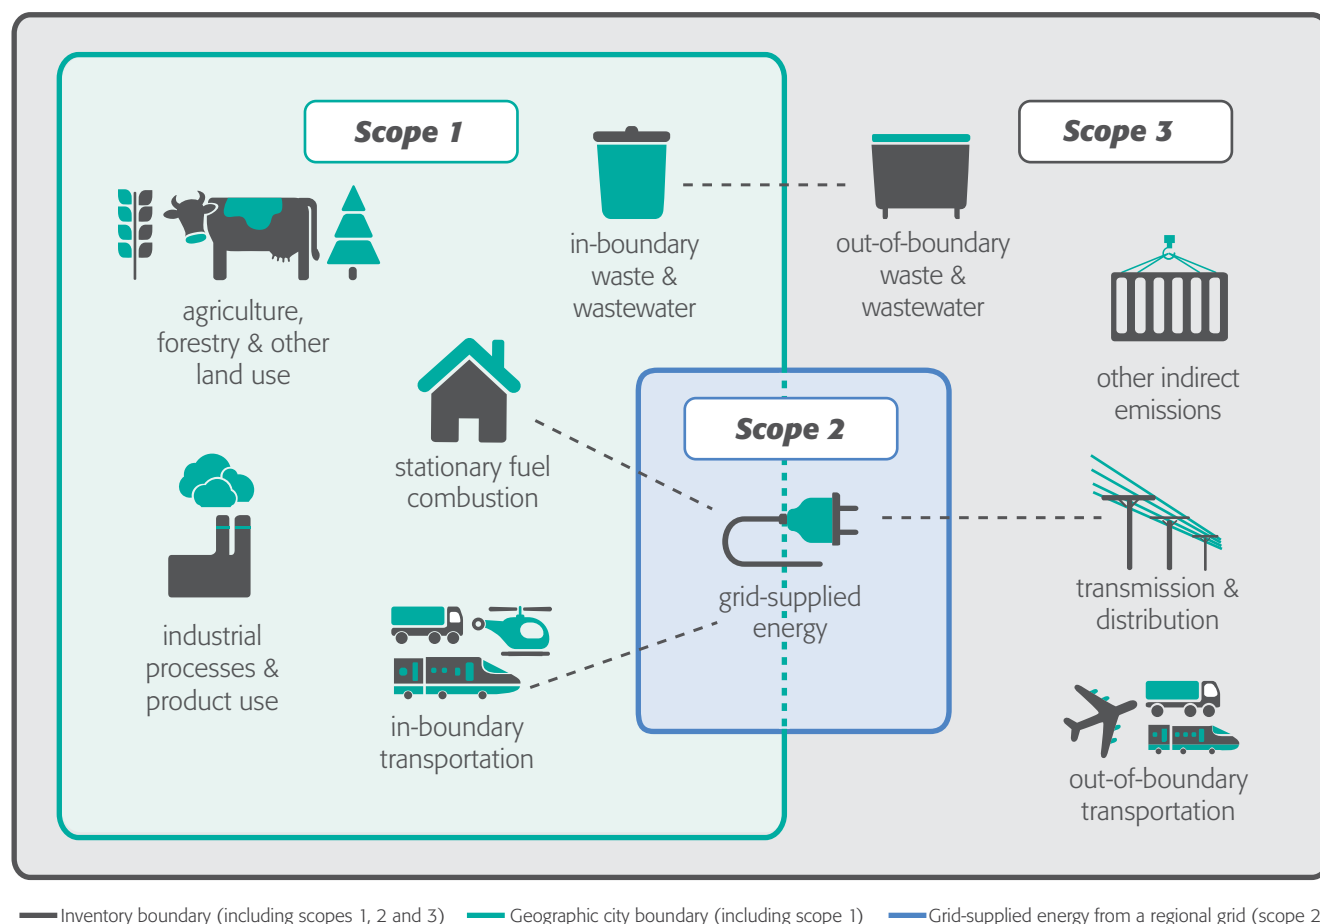 Scope 1
Scope 3
in-boundary
waste &
wastewater
out-of-boundary
waste &
wastewater
agriculture,
forestry & other
land use
other indirect
emissions
Scope 2
stationary fuel
combustion
grid-supplied
energy
transmission &
distribution
industrial
processes &
product use
in-boundary
transportation
out-of-boundary
transportation
Inventory boundary (including scopes 1, 2 and 3)
Geographic city boundary (including scope 1)
Grid-supplied energy from a regional grid (scope 2